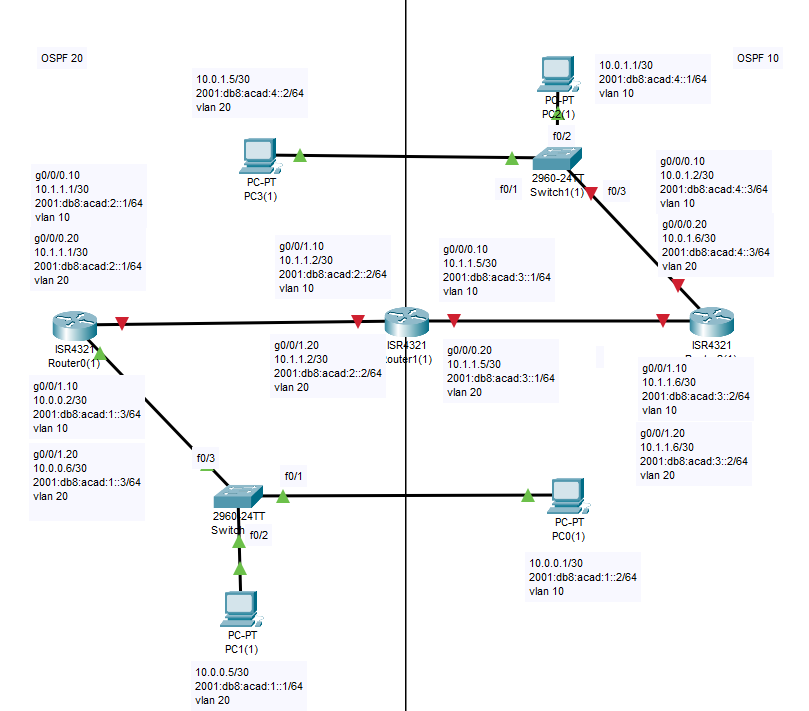 OSPF 20
OSPF 10
10.0.1.5/30
2001:db8:acad:4::2/64
vlan 20
10.0.1.1/30
2001:db8:acad:4::1/64
vlan 10
PC-PT
PC2(1)
f0/2
PC-PT
PC3(1)
2960-24TT
Switch1(1)
f0/1
f0/3
g0/0/0.10
10.0.1.2/30
2001:db8:acad:4::3/64
vlan 10
g0/0/0.20
10.0.1.6/30
2001:db8:acad:4::3/64
vlan 20
g0/0/0.10
10.1.1.1/30
2001:db8:acad:2::1/64
vlan 10
g0/0/0.20
10.1.1.1/30
2001:db8:acad:2::1/64
vlan 20
g0/0/1.10
10.1.1.2/30
2001:db8:acad:2::2/64
vlan 10
g0/0/0.10
10.1.1.5/30
2001:db8:acad:3::1/64
vlan 10
ISR4321
Router0(1)
ISR4321
outer1(1)
ISR4321
g0/0/1.20
10.1.1.2/30
2001:db8:acad:2::2/64
vlan 20
g0/0/0.20
10.1.1.5/30
2001:db8:acad:3::1/64
vlan 20
g0/0/1.10
10.1.1.6/30
2001:db8:acad:3::2/64
vlan 10
g0/0/1.20
10.1.1.6/30
2001:db8:acad:3::2/64
vlan 20
g0/0/1.10
10.0.0.2/30
2001:db8:acad:1::3/64
vlan 10
g0/0/1.20
10.0.0.6/30
2001:db8:acad:1::3/64
vlan 20
f0/3
f0/1
2960-24TT
Switch
f0/2
PC-PT
PC0(1)
10.0.0.1/30
2001:db8:acad:1::2/64
vlan 10
PC-PT
PC1(1)
10.0.0.5/30
2001:db8:acad:1::1/64
vlan 20